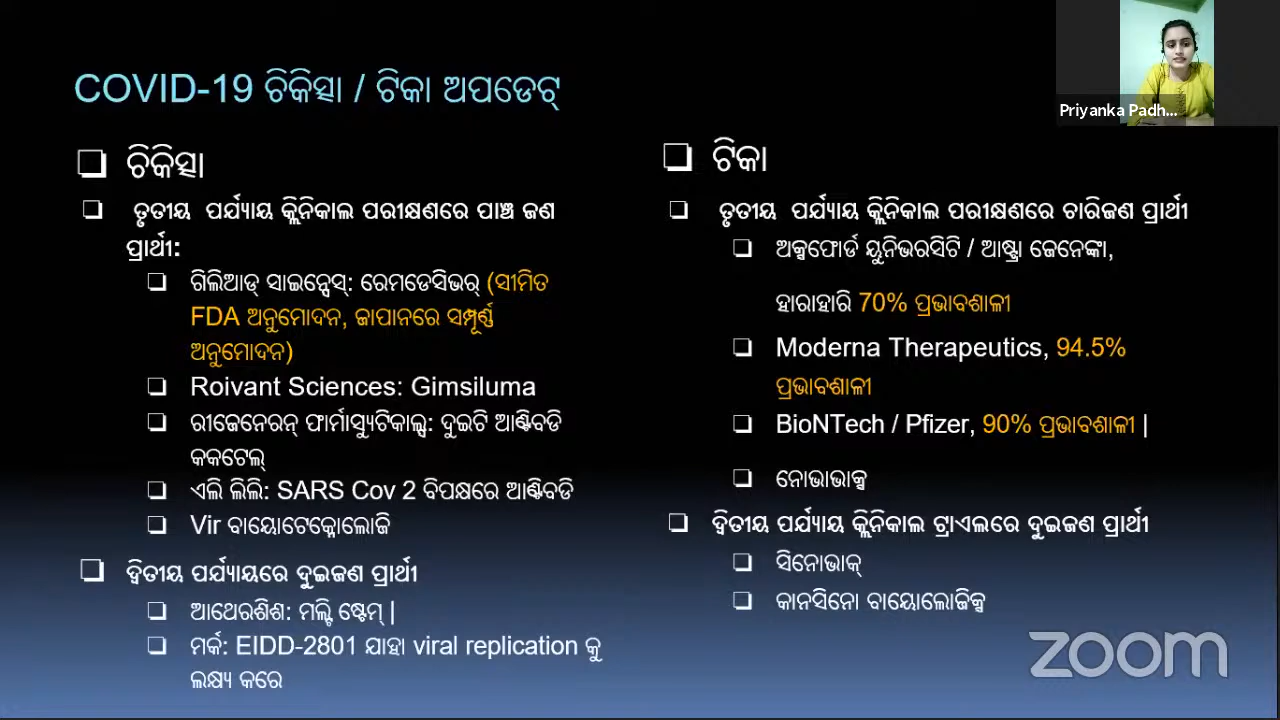 COVID-19 ଚିକିତ୍ସା / ଟିକା ଅପଡେଟ୍
Priyanka Padh...
ଚିକିତ୍ସା
ତୃତୀୟ ପର୍ଯ୍ୟାୟ କ୍ଲିନିକାଲ ପରୀକ୍ଷଣରେ ପାଞ୍ଚ ଜଣ
ପ୍ରାର୍ଥୀ:
ଗିଲିଆଡ୍ ସାଇନ୍ସେସ୍: ରେମଡେସିଭର୍ (ସୀମିତ
FDA ଅନୁମୋଦନ, ଜାପାନରେ ସମ୍ପୂର୍ଣ୍ଣ
ଅନୁମୋଦନ)
Roivant Sciences: Gimsiluma
ରୀଜେନେରନ୍ ଫାର୍ମାସ୍ୟୁଟିକାଲ୍ସ: ଦୁଇଟି ଆଣ୍ଟିବଡି
କକଟେଲ୍
ଏଲି ଲିଲି: SARS Cov 2 ବିପକ୍ଷରେ ଆଣ୍ଟିବଡି
Vir ବାୟୋଟେକ୍ନୋଲୋଜି
ଦ୍ଵିତୀୟ ପର୍ଯ୍ୟାୟରେ ଦୁଇଜଣ ପ୍ରାର୍ଥୀ
ଆଥେରଶିଶ: ମଲ୍ଟି ଷ୍ଟେମ୍ |
ମର୍କ: EIDD-2801 ଯାହା viral replication କୁ
ଲକ୍ଷ୍ୟ କରେ
ଟିକା
ତୃତୀୟ ପର୍ଯ୍ୟାୟ କ୍ଲିନିକାଲ ପରୀକ୍ଷଣରେ ଚାରିଜଣ ପ୍ରାର୍ଥୀ
ଅକ୍ସଫୋର୍ଡ ୟୁନିଭରସିଟି / ଆଷ୍ଟ୍ରା ଜେନେଙ୍କା,
ହାରାହାରି 70% ପ୍ରଭାବଶାଳୀ
Moderna Therapeutics, 94.5%
ପ୍ରଭାବଶାଳୀ
BioNTech / Pfizer, 90% ପ୍ରଭାବଶାଳୀ |
ନୋଭାଭାକ୍ସ
ଦ୍ଵିତୀୟ ପର୍ଯ୍ୟାୟ କ୍ଲିନିକାଲ ଟ୍ରାଏଲରେ ଦୁଇଜଣ ପ୍ରାର୍ଥୀ
ସିନୋଭାକ୍
କାନସିନୋ ବାୟୋଲୋଜିକ୍ସ
zoom